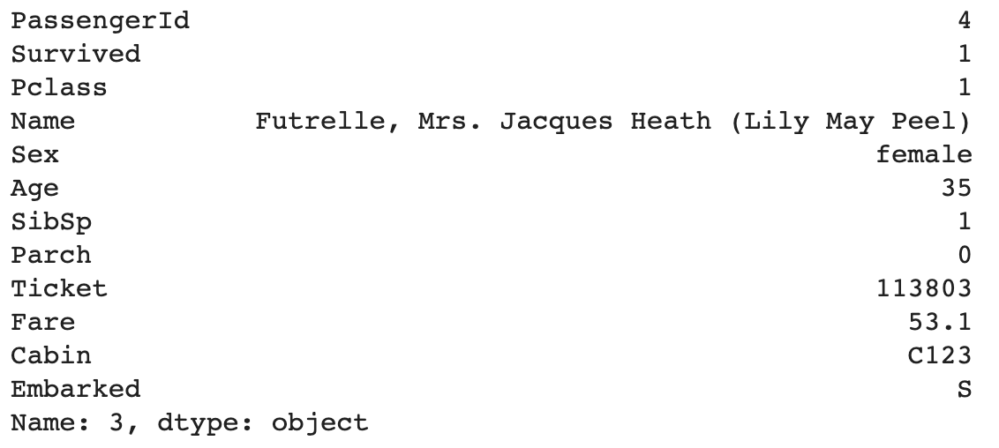 PassengerId 4
Survived 1
Pclass 1
Name Futrelle, Mrs. Jacques Heath (Lily May Peel)
Sex female
Age 35
SibSp 1
Parch 0
Ticket 113803
Fare 53.1
Cabin C123
Embarked S
Name: 3, dtype: object